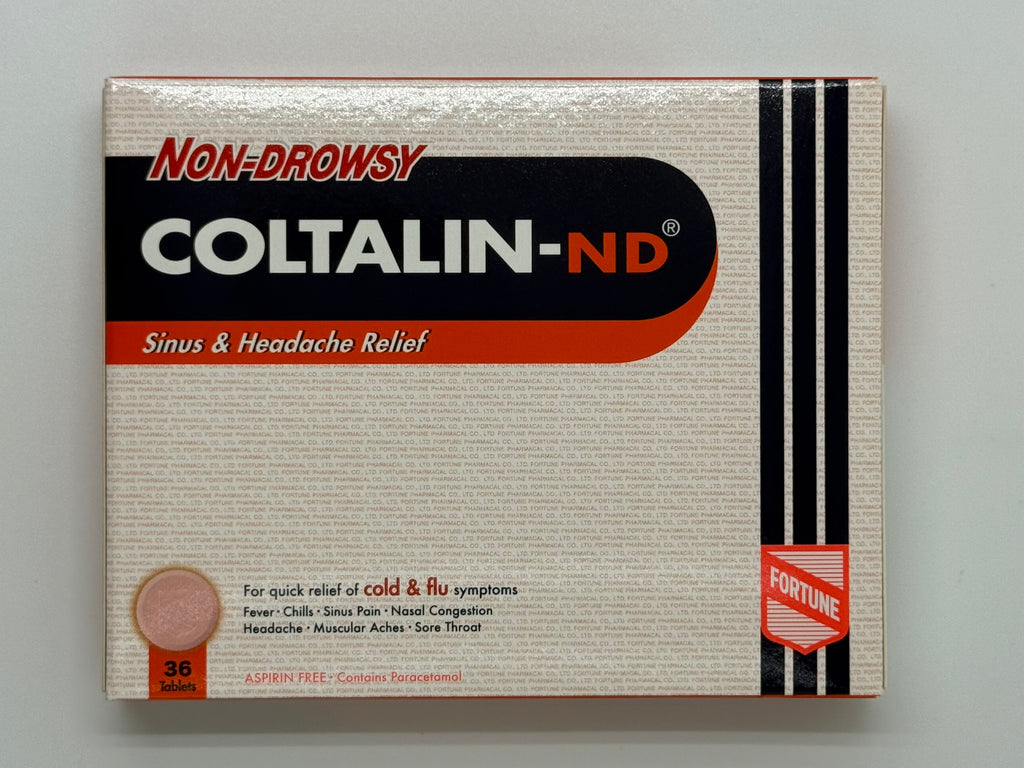 NON-DROWSY
COLTALIN-ND®
Sinus & Headache Relief
For quick relief of cold & flu symptoms
Fever · Chills · Sinus Pain · Nasal Congestion
Headache · Muscular Aches · Sore Throat
36
Tablets
ASPIRIN FREE · Contains Paracetamol
FORTUNE